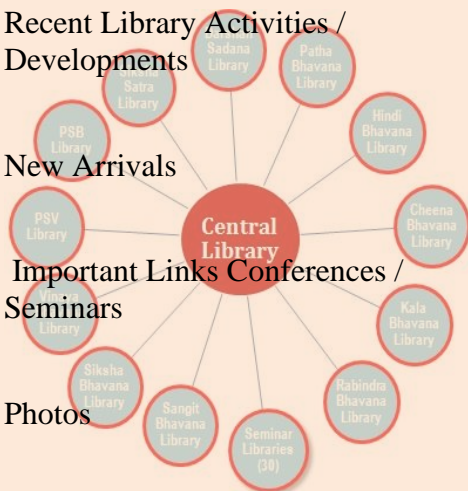 Recent Library Activities /
Developments
New Arrivals
Important Links Conferences /
Seminars
Photos
Central
Library
Darshan
Sadana
Library
Patha
Bhavana
Library
Hindi
Bhavana
Library
Cheena
Bhavana
Library
Kala
Bhavana
Library
Rabindra
Bhavana
Library
Seminar
Libraries
(30)
Sangit
Bhavana
Library
Siksha
Bhavana
Library
Vinaya
Library
PSV
Library
PSB
Library
Siksha
Satra
Library